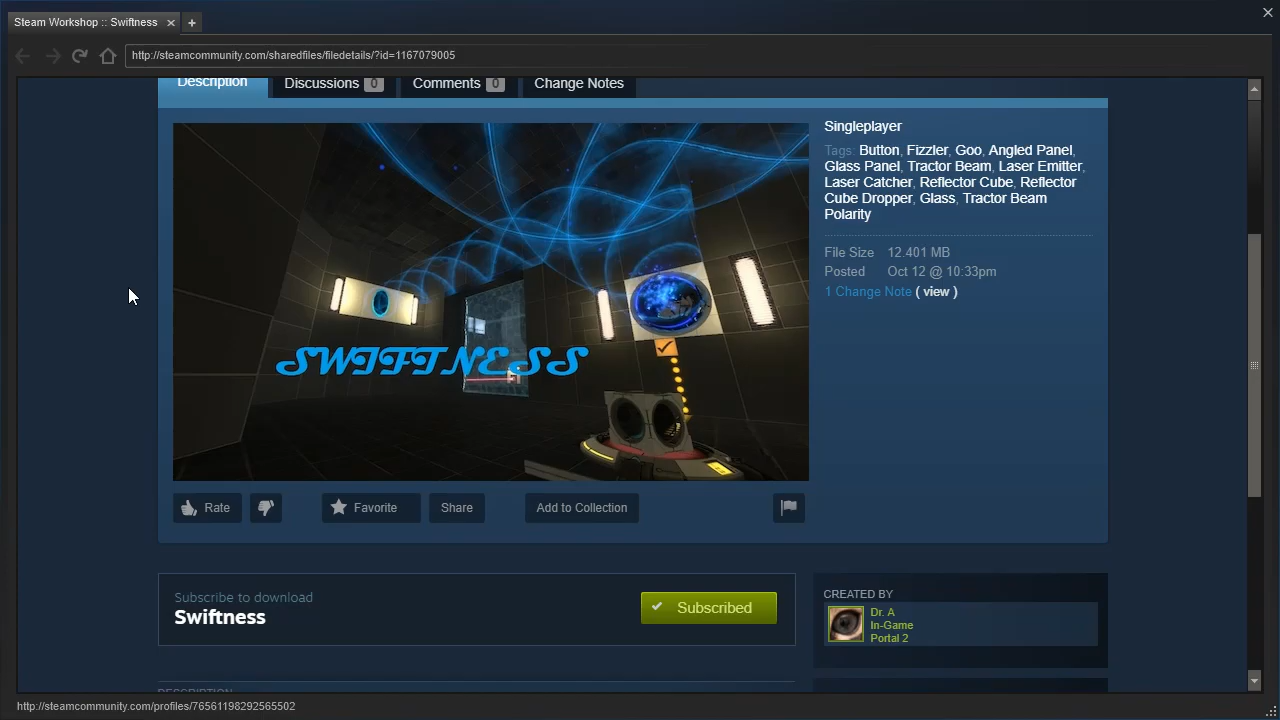 Steam Workshop :: Swiftness
http://steamcommunity.com/sharedfiles/filedetails/?id=1167079005
Description
Discussions 0
Comments 0
Change Notes
Singleplayer
Tags: Button, Fizzler, Goo, Angled Panel,
Glass Panel, Tractor Beam, Laser Emitter,
Laser Catcher, Reflector Cube, Reflector
Cube Dropper, Glass, Tractor Beam
Polarity
File Size 12.401 MB
Posted Oct 12 @ 10:33pm
1 Change Note ( view )
SWIFTNESS
Rate
Favorite
Share
Add to Collection
Subscribe to download
Swiftness
Subscribed
CREATED BY
Dr. A
In-Game
Portal 2
DESCRIPTION
http://steamcommunity.com/profiles/76561198292565502